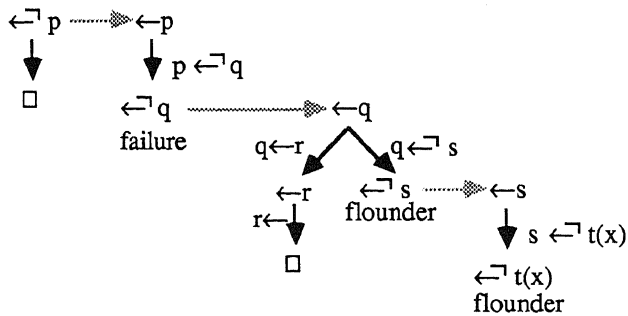 ←¬ p ←p
p ←¬ q
□
←¬ q ←q
failure
q←r q←¬ s
←r ←¬ s ←s
flounder
r← s ←¬ t(x)
□
←¬ t(x)
flounder